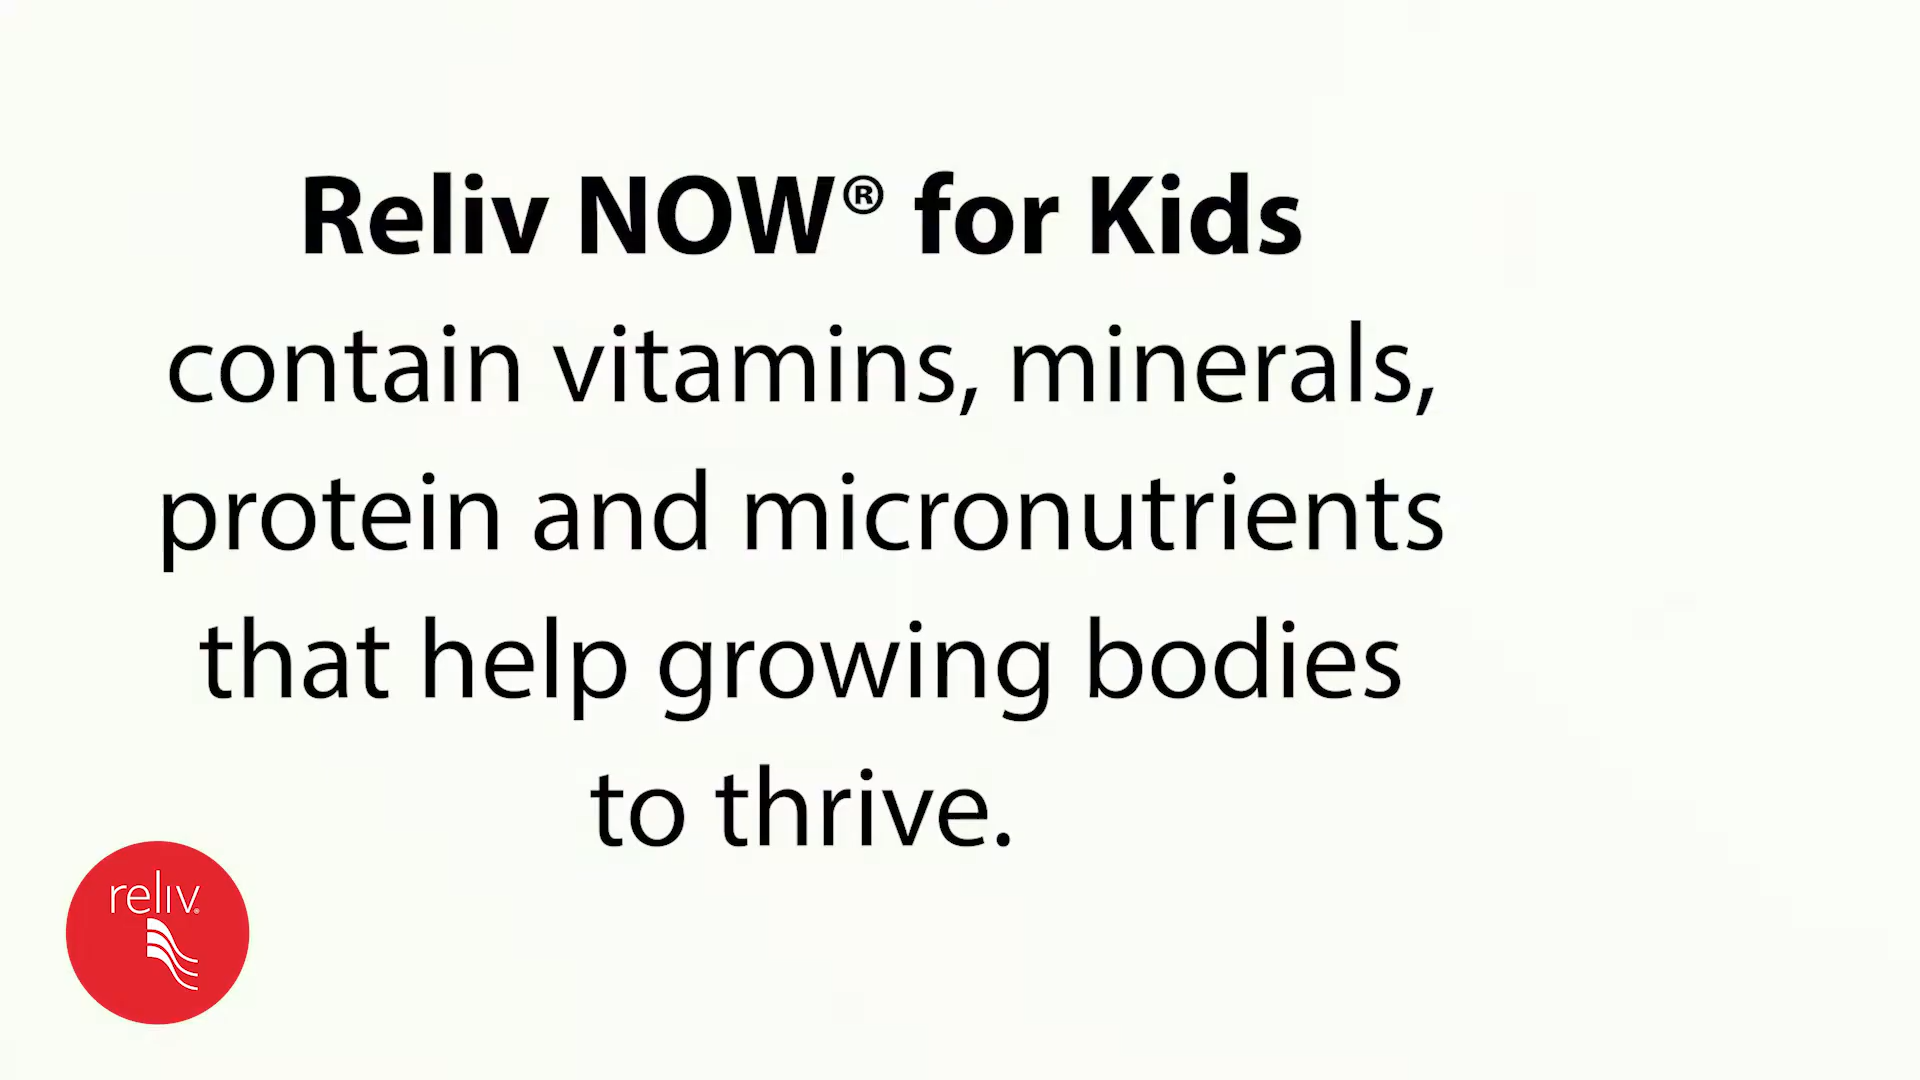 Reliv NOW® for Kids
contain vitamins, minerals,
protein and micronutrients
that help growing bodies
to thrive.
reliv®